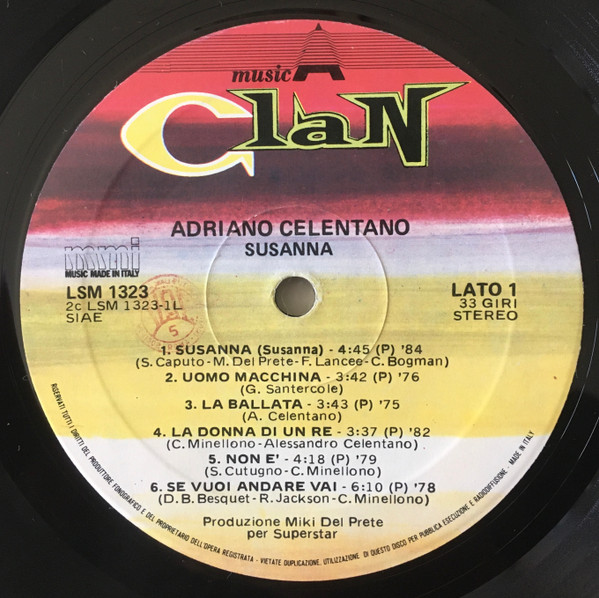 musicA
Clan
ADRIANO CELENTANO
SUSANNA
mmi
MUSIC MADE IN ITALY
LSM 1323
2c LSM 1323-1L
SIAE
5
LATO 1
33 GIRI
STEREO
1. SUSANNA (Susanna) - 4:45 (P) '84
(S. Caputo-M. Del Prete-F. Lancee-C. Bogman)
2. UOMO MACCHINA - 3:42 (P) '76
(G. Santercole)
3. LA BALLATA - 3:43 (P) '75
(A. Celentano)
4. LA DONNA DI UN RE - 3:37 (P) '82
(C. Minellono-Alessandro Celentano)
5. NON E' - 4:18 (P) '79
(S. Cutugno-C. Minellono)
6. SE VUOI ANDARE VAI - 6:10 (P) '78
(D.B. Besquet-R. Jackson-C. Minellono)
Produzione Miki Del Prete
per Superstar
RISERVATI TUTTI I DIRITTI DEL PRODUTTORE FONOGRAFICO E DEL PROPRIETARIO DELL'OPERA REGISTRATA - VIETATE DUPLICAZIONE, UTILIZZAZIONE DI QUESTO DISCO PER PUBBLICA ESECUZIONE E RADIODIFFUSIONE - MADE IN ITALY